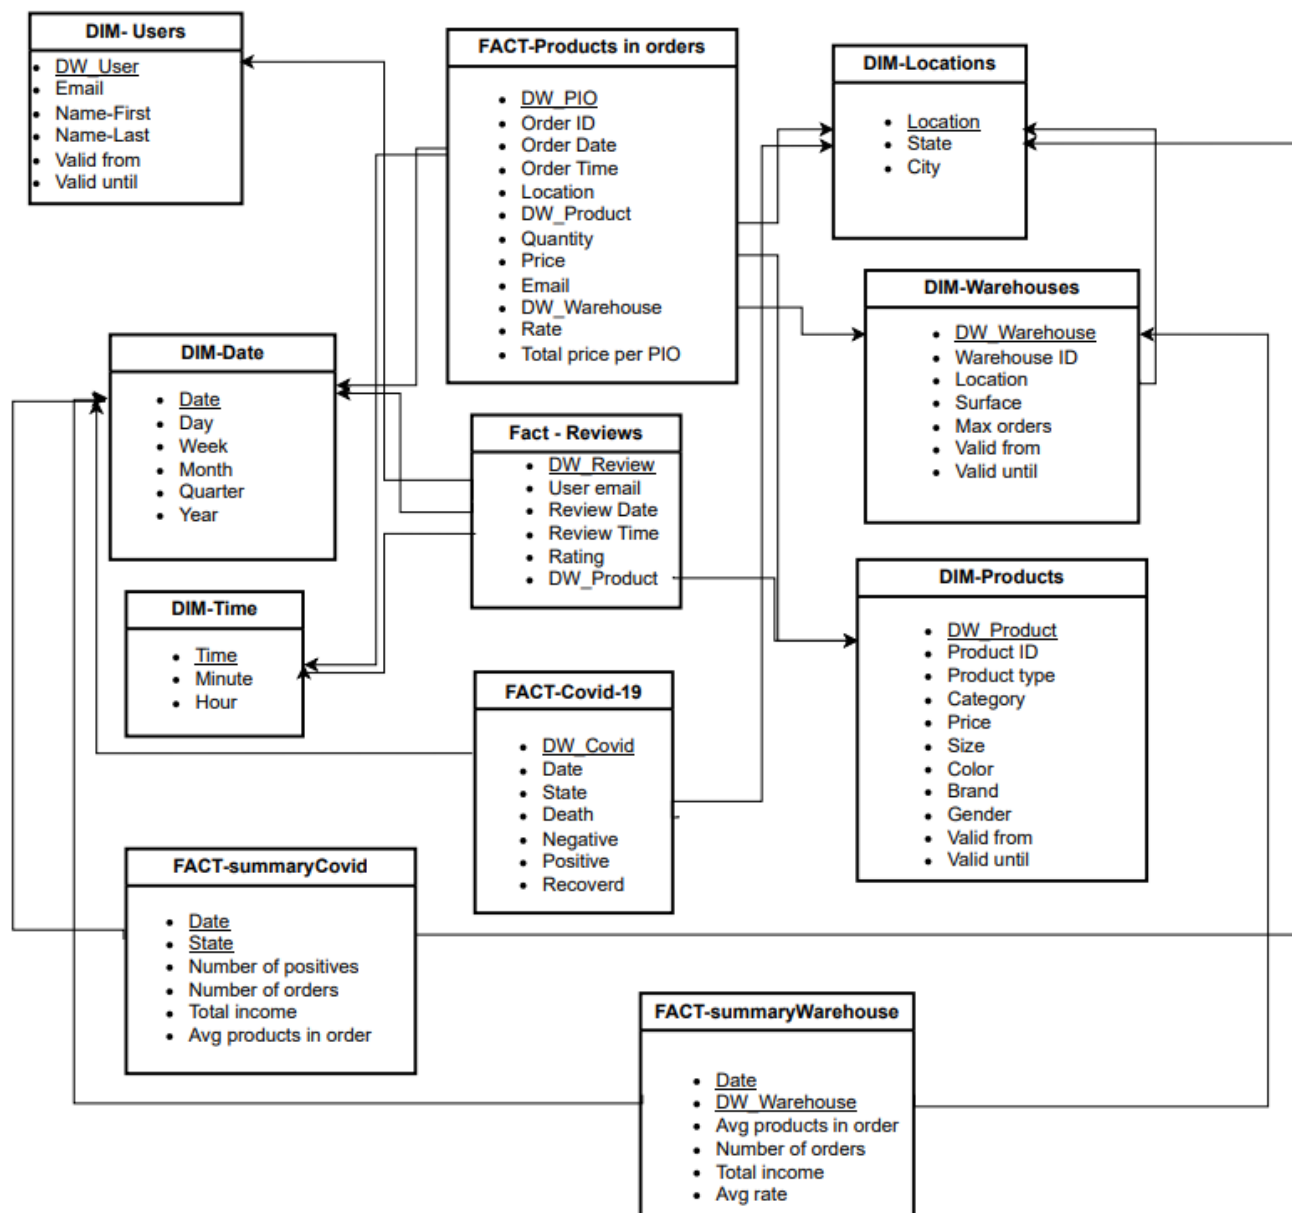 DIM- Users
DW_User
Email
Name-First
Name-Last
Valid from
Valid until
FACT-Products in orders
DW_PIO
Order ID
Order Date
Order Time
Location
DW_Product
Quantity
Price
Email
DW_Warehouse
Rate
Total price per PIO
DIM-Locations
Location
State
City
DIM-Warehouses
DW_Warehouse
Warehouse ID
Location
Surface
Max orders
Valid from
Valid until
DIM-Date
Date
Day
Week
Month
Quarter
Year
Fact - Reviews
DW_Review
User email
Review Date
Review Time
Rating
DW_Product
DIM-Products
DW_Product
Product ID
Product type
Category
Price
Size
Color
Brand
Gender
Valid from
Valid until
DIM-Time
Time
Minute
Hour
FACT-Covid-19
DW_Covid
Date
State
Death
Negative
Positive
Recoverd
FACT-summaryCovid
Date
State
Number of positives
Number of orders
Total income
Avg products in order
FACT-summaryWarehouse
Date
DW_Warehouse
Avg products in order
Number of orders
Total income
Avg rate